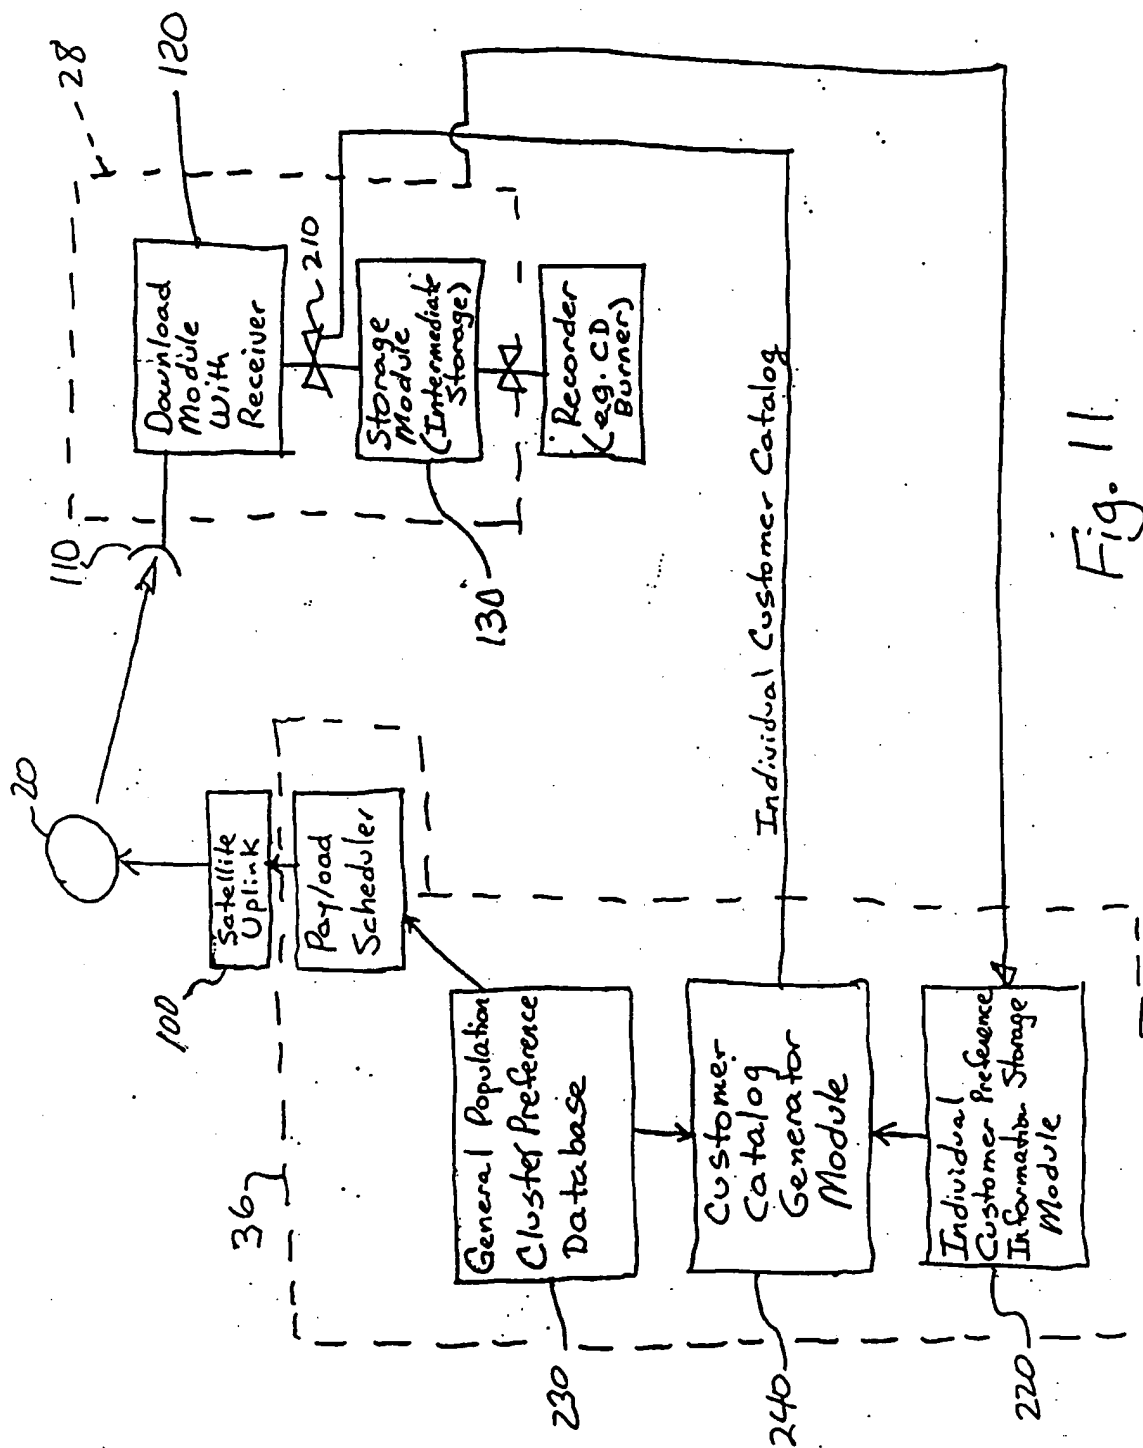 20
110
28
120
Download
Module
With
Receiver
210
Storage
Module
(Intermediate
Storage)
130
Recorder
(eg. CD
Burner)
Satellite
Uplink
100
Payload
Scheduler
36
General Population
Cluster Preference
Database
230
Customer
Catalog
Generator
Module
240
Individual Customer Catalog
Individual
Customer Preference
Information Storage
Module
220
Fig. 11